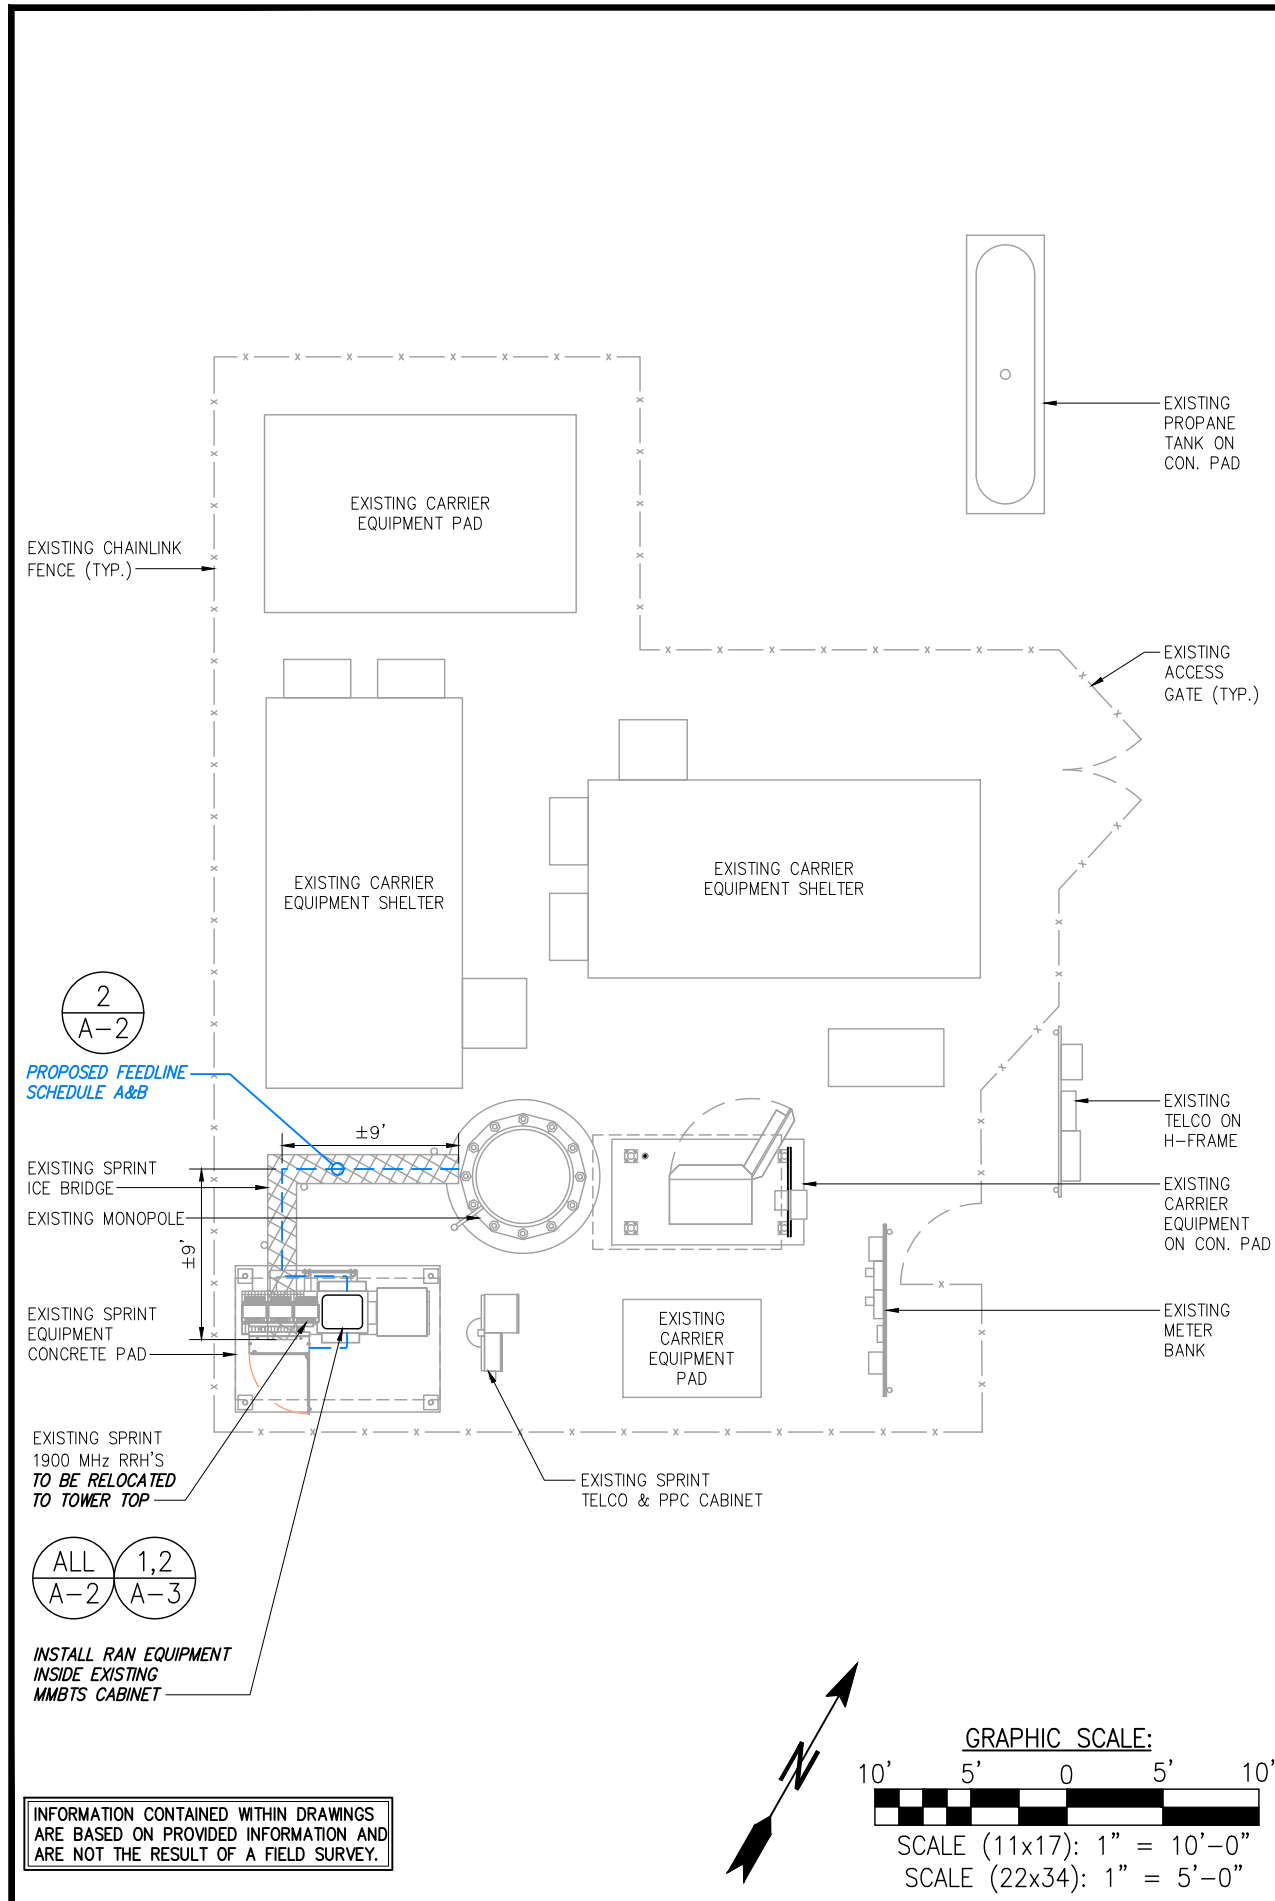 EXISTING
PROPANE
TANK ON
CON. PAD
EXISTING CARRIER
EQUIPMENT PAD
EXISTING CHAINLINK
FENCE (TYP.)
EXISTING
ACCESS
GATE (TYP.)
EXISTING CARRIER
EQUIPMENT SHELTER
EXISTING CARRIER
EQUIPMENT SHELTER
2
A-2
PROPOSED FEEDLINE
SCHEDULE A&B
±9'
EXISTING SPRINT
ICE BRIDGE
EXISTING MONOPOLE
±9'
EXISTING
TELCO ON
H-FRAME
EXISTING
CARRIER
EQUIPMENT
ON CON. PAD
EXISTING SPRINT
EQUIPMENT
CONCRETE PAD
EXISTING
CARRIER
EQUIPMENT
PAD
EXISTING
METER
BANK
EXISTING SPRINT
1900 MHz RRH'S
TO BE RELOCATED
TO TOWER TOP
EXISTING SPRINT
TELCO & PPC CABINET
ALL
A-2
1,2
A-3
INSTALL RAN EQUIPMENT
INSIDE EXISTING
MMBTS CABINET
N
GRAPHIC SCALE:
10' 5' 0 5' 10'
SCALE (11x17): 1" = 10'-0"
SCALE (22x34): 1" = 5'-0"
INFORMATION CONTAINED WITHIN DRAWINGS
ARE BASED ON PROVIDED INFORMATION AND
ARE NOT THE RESULT OF A FIELD SURVEY.